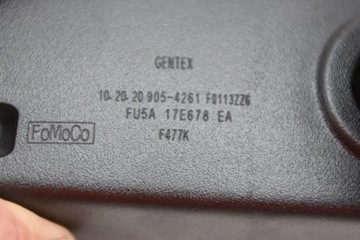 GENTEX
10-20-20 905-4261 F0113ZZ6
FU5A 17E678 EA
F477K
FoMoCo